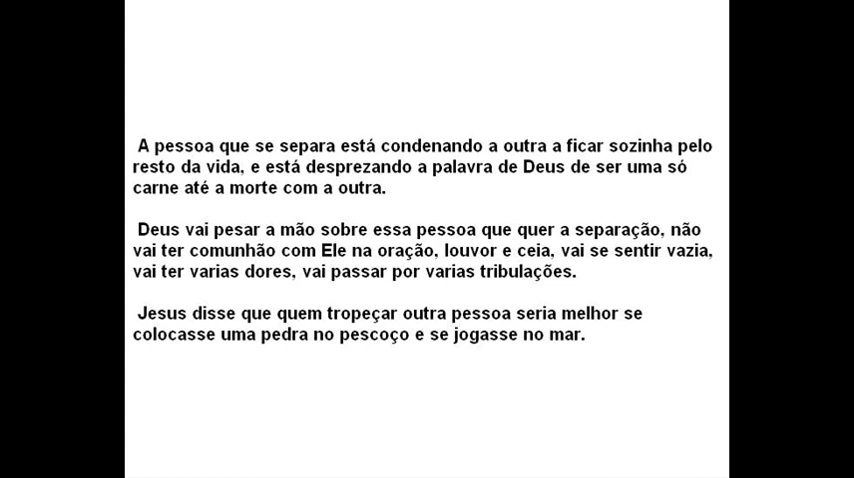 A pessoa que se separa está condenando a outra a ficar sozinha pelo
resto da vida, e está desprezando a palavra de Deus de ser uma só
carne até a morte com a outra.
Deus vai pesar a mão sobre essa pessoa que quer a separação, não
vai ter comunhão com Ele na oração, louvor e ceia, vai se sentir vazia,
vai ter varias dores, vai passar por varias tribulações.
Jesus disse que quem tropeçar outra pessoa seria melhor se
colocasse uma pedra no pescoço e se jogasse no mar.